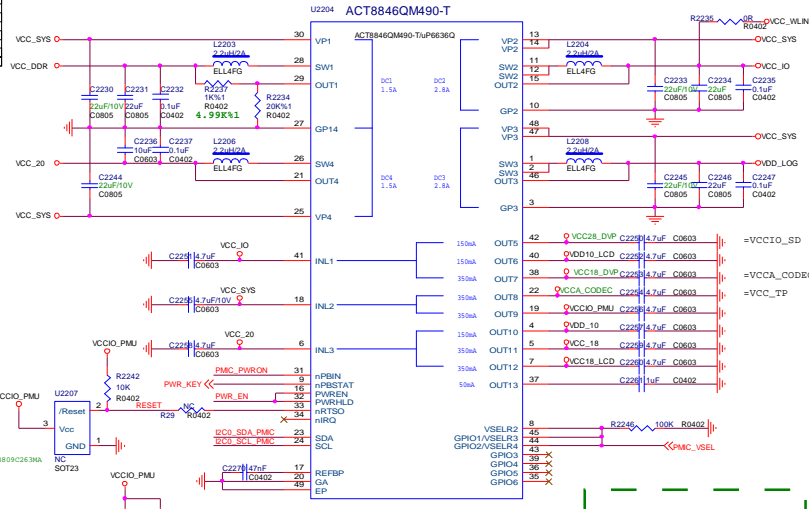 U2204 ACT8846QM490-T
ACT8846QM490-T/uP6636Q
R2235 0R VCC_WLIN
R0402
VCC_SYS 30 VP1 VP2 13 VCC_SYS
VP2 14
L2203
2.2uH/2A
ELL4FG
VCC_DDR 28 SW1
29 OUT1
DC1
1.5A
DC2
2.8A
SW2 11
SW2 12
OUT2 15
L2204
2.2uH/2A
ELL4FG
VCC_IO
C2230
22uF/10V
C0805
C2231
22uF
C0805
C2232
0.1uF
C0402
R2237
1K%1
R0402
4.99K%1
R2234
20K%1
R0402
C2233
22uF/10V
C0805
C2234
22uF
C0805
C2235
0.1uF
C0402
GP2 10
27 GP14
VP3 48
VP3 47
VCC_SYS
C2236
10uF
C0603
C2237
0.1uF
C0402
L2206
2.2uH/2A
ELL4FG
VCC_20 26 SW4
21 OUT4
DC4
1.5A
DC3
2.8A
SW3 1
SW3 2
OUT3 46
L2208
2.2uH/2A
ELL4FG
VDD_LOG
C2244
22uF/10V
C0805
C2245
22uF/10V
C0805
C2246
22uF
C0805
C2247
0.1uF
C0402
VCC_SYS 25 VP4
GP3 3
VCC_IO
C2251 4.7uF
C0603
41 INL1
150mA OUT5 42 VCC28_DVP C2250 4.7uF C0603 =VCCIO_SD
150mA OUT6 40 VDD10_LCD C2252 4.7uF C0603
350mA OUT7 38 VCC18_DVP C2253 4.7uF C0603 =VCCA_CODEC
VCC_SYS
C2255 4.7uF/10V
C0603
18 INL2
350mA OUT8 22 VCCA_CODEC C2254 4.7uF C0603 =VCC_TP
350mA OUT9 19 VCCIO_PMU C2256 4.7uF C0603
VCC_20
C2258 4.7uF
C0603
6 INL3
150mA OUT10 4 VDD_10 C2257 4.7uF C0603
350mA OUT11 5 VCC_18 C2259 4.7uF C0603
350mA OUT12 7 VCC18_LCD C2260 4.7uF C0603
50mA OUT13 37 C2261 1uF C0402
VCCIO_PMU
R2242
10K
R0402
PMIC_PWRON 31 nPBIN
PWR_KEY 9 nPBSTAT
PWR_EN 16 PWREN
32 PWRHLD
RESET R29 NC R0402 33 nRTSO
34 nIRQ
I2C0_SDA_PMIC 23 SDA
I2C0_SCL_PMIC 24 SCL
CCIO_PMU
U2207
/Reset 2
3 Vcc
GND 1
NC
SOT23
809C263MA
VSELR2 8 R2246 100K R0402
GPIO1/VSELR3 45
GPIO2/VSELR4 44 PMIC_VSEL
GPIO3 43
GPIO4 39
GPIO5 36
GPIO6 35
C2270 47nF
C0402
17 REFBP
20 GA
49 EP
VCCIO_PMU